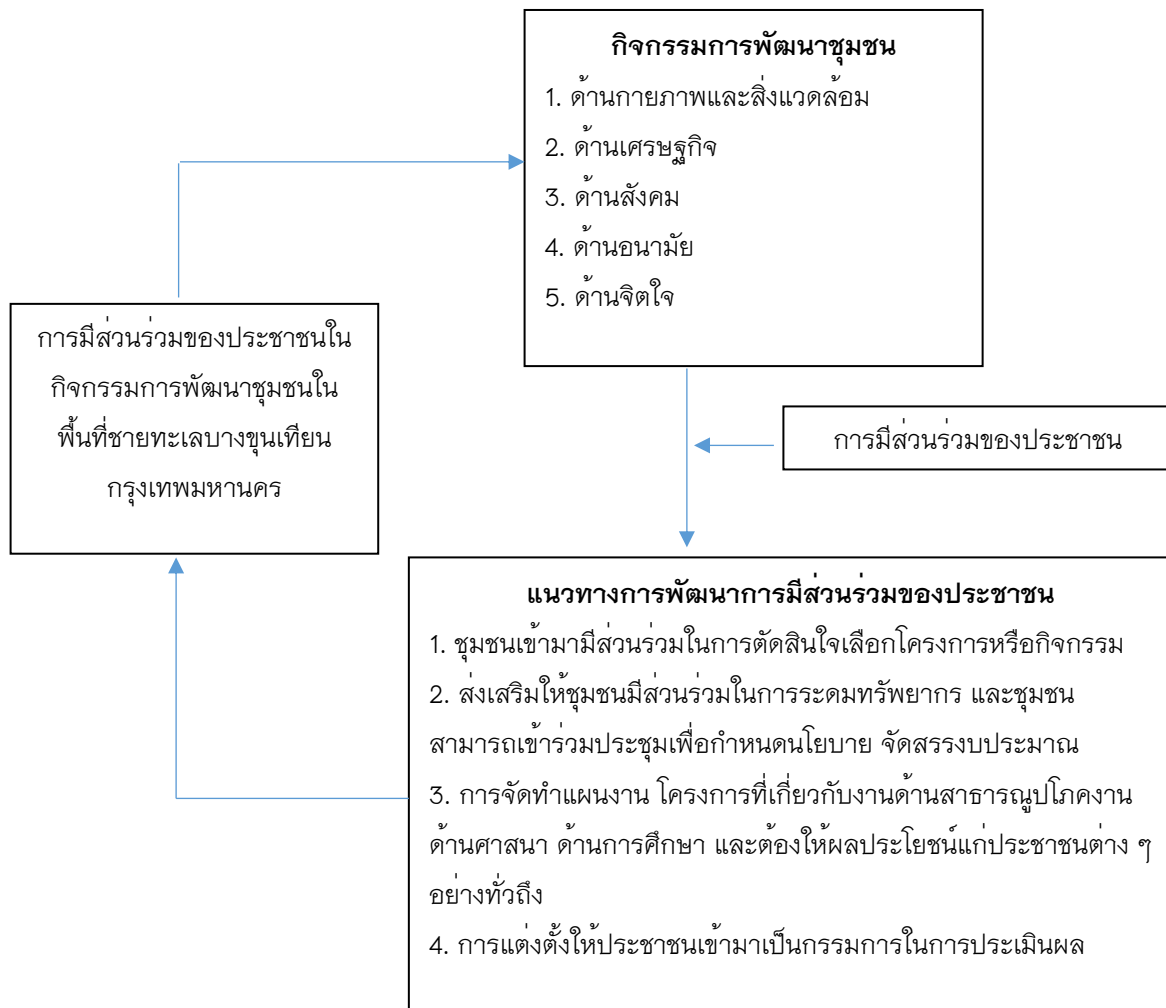 กิจกรรมการพัฒนาชุมชน
1. ด้านกายภาพและสิ่งแวดล้อม
2. ด้านเศรษฐกิจ
3. ด้านสังคม
4. ด้านอนามัย
5. ด้านจิตใจ
การมีส่วนร่วมของประชาชนใน
กิจกรรมการพัฒนาชุมชนใน
พื้นที่ชายทะเลบางขุนเทียน
กรุงเทพมหานคร
การมีส่วนร่วมของประชาชน
แนวทางการพัฒนาการมีส่วนร่วมของประชาชน
1. ชุมชนเข้ามามีส่วนร่วมในการตัดสินใจเลือกโครงการหรือกิจกรรม
2. ส่งเสริมให้ชุมชนมีส่วนร่วมในการระดมทรัพยากร และชุมชน
สามารถเข้าร่วมประชุมเพื่อกำหนดนโยบาย จัดสรรงบประมาณ
3. การจัดทำแผนงาน โครงการที่เกี่ยวกับงานด้านสาธารณูปโภคงาน
ด้านศาสนา ด้านการศึกษา และต้องให้ผลประโยชน์แก่ประชาชนต่าง ๆ
อย่างทั่วถึง
4. การแต่งตั้งให้ประชาชนเข้ามาเป็นกรรมการในการประเมินผล